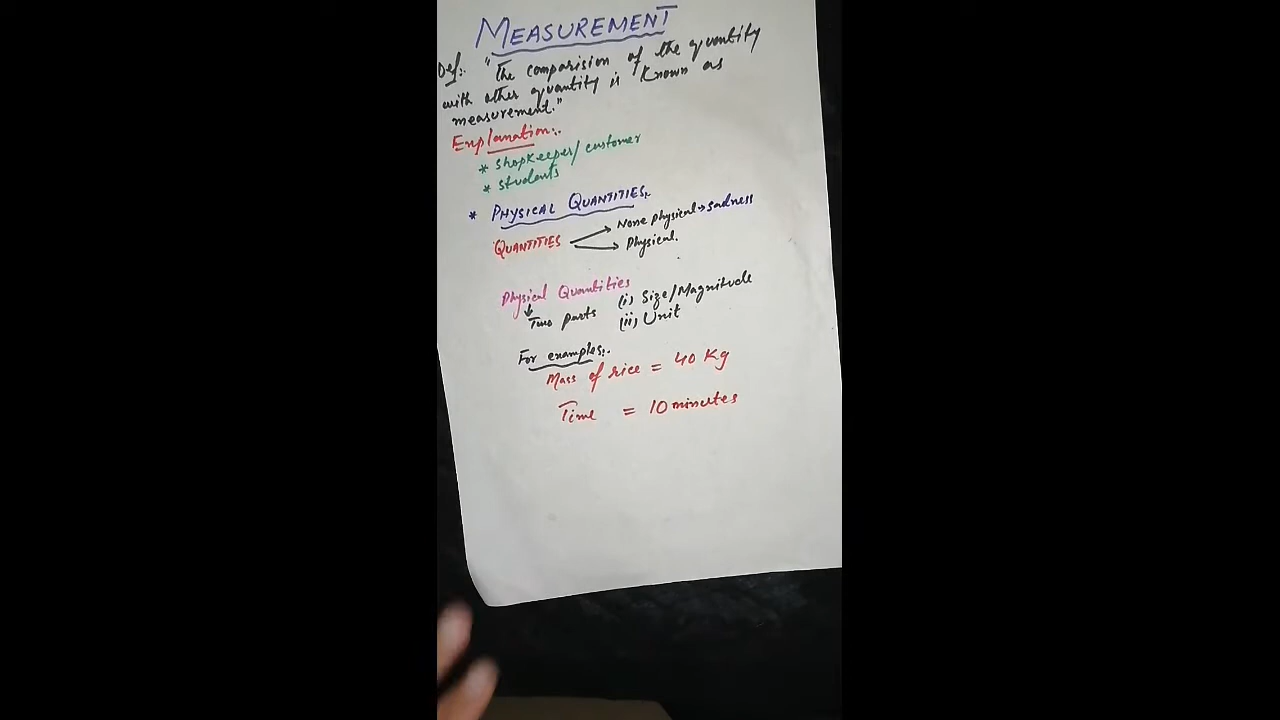 MEASUREMENT
Def:. "The comparision of the quantity
with other quantity is known as
measurement."
Explanation:.
* Shopkeeper/customer
* Students
* PHYSICAL QUANTITIES:.
QUANTITIES
None physical → sadness
Physical.
Physical Quantities
↓ Two parts (i) Size/Magnitude
(ii) Unit
For examples:.
Mass of rice = 40 Kg
Time = 10 minutes